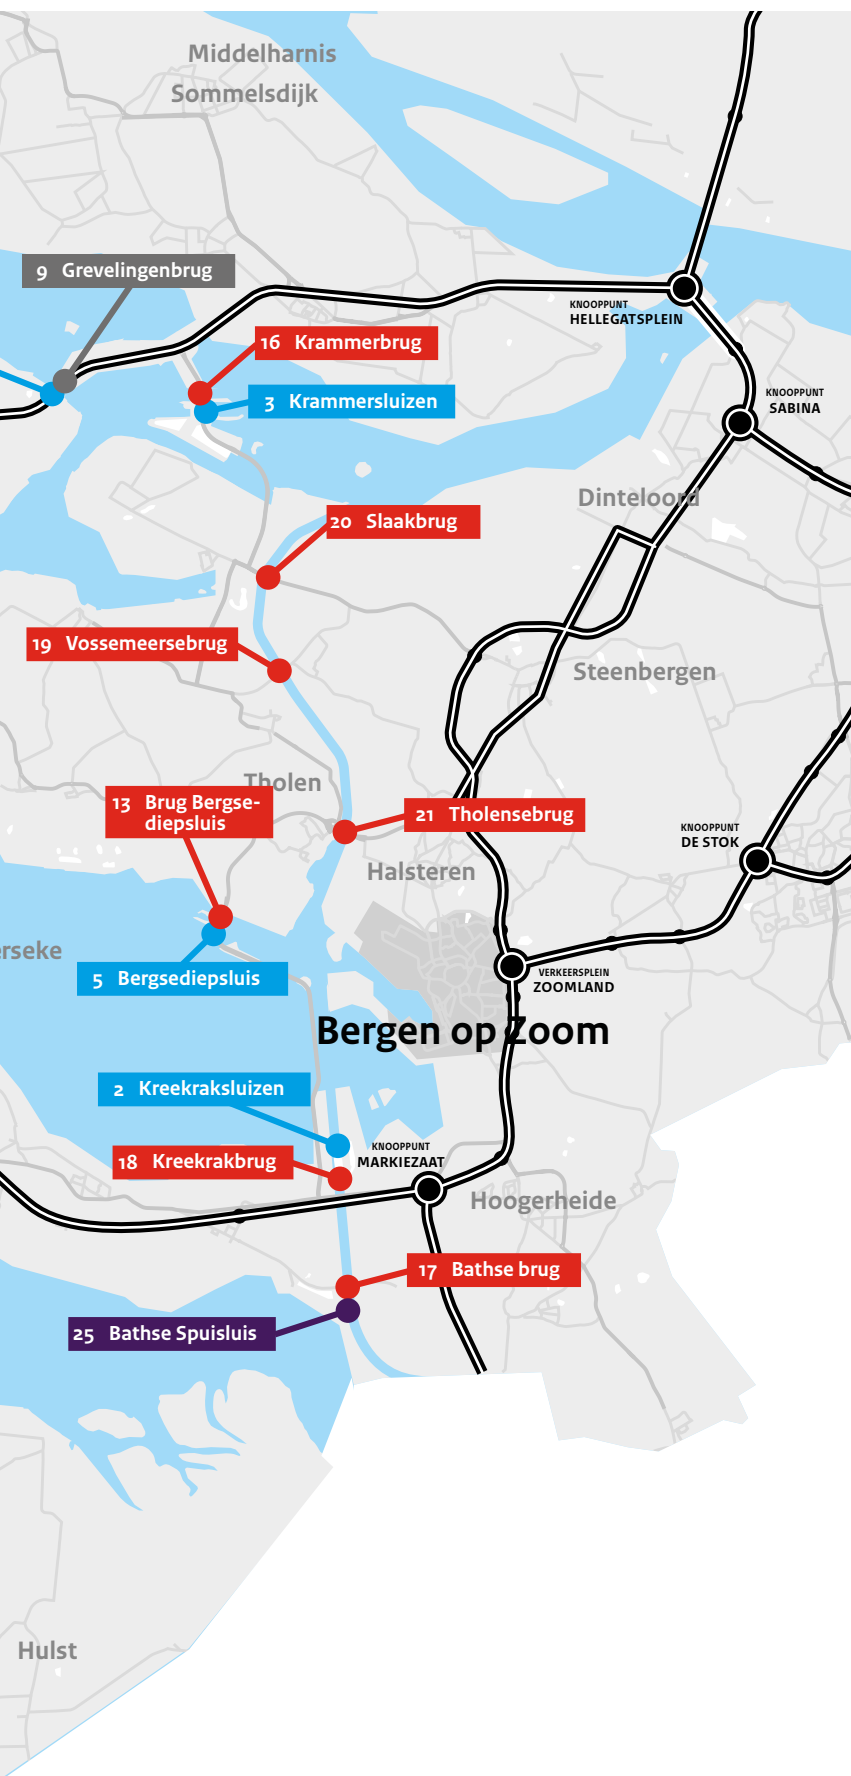 Middelharnis
Sommelsdijk
9 Grevelingenbrug
KNOOPPUNT
HELLEGATSPLEIN
16 Krammerbrug
3 Krammersluizen
KNOOPPUNT
SABINA
Dinteloord
20 Slaakbrug
19 Vossemeersebrug
Steenbergen
Tholen
13 Brug Bergse-
diepsluis
21 Tholensebrug
KNOOPPUNT
DE STOK
Halsteren
erseke
5 Bergsediepsluis
VERKEERSPLEIN
ZOOMLAND
Bergen op Zoom
2 Kreekraksluizen
18 Kreekrakbrug
KNOOPPUNT
MARKIEZAAT
Hoogerheide
17 Bathse brug
25 Bathse Spuisluis
Hulst